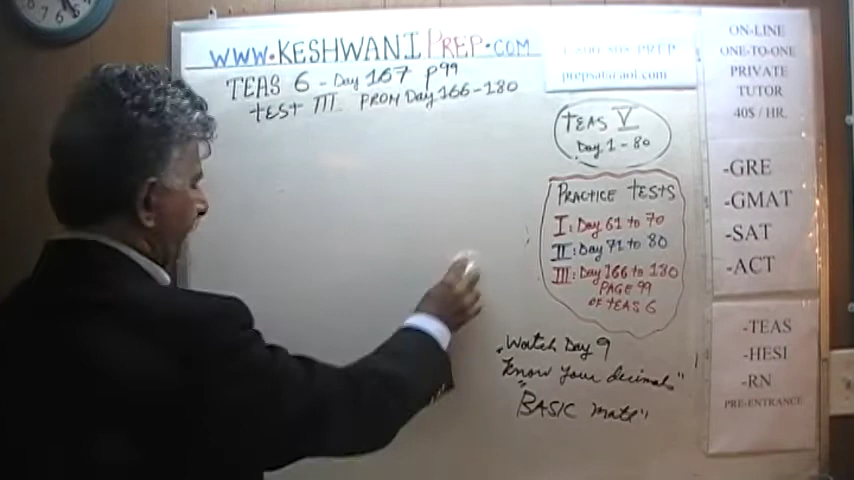 WWW.KESHWANIPREP.COM
TEAS 6 - Day 167 P99
TEST III FROM Day 166-180
prepsat@aol.com
TEAS V
Day 1-80
PRACTICE TESTS
I: Day 61 to 70
II: Day 71 to 80
III: Day 166 to 180
PAGE 99
OF TEAS 6
Watch Day 9
"Know your decimals"
"BASIC Math"
ON-LINE
ONE-TO-ONE
PRIVATE
TUTOR
40$ / HR.
-GRE
-GMAT
-SAT
-ACT
-TEAS
-HESI
-RN
PRE-ENTRANCE